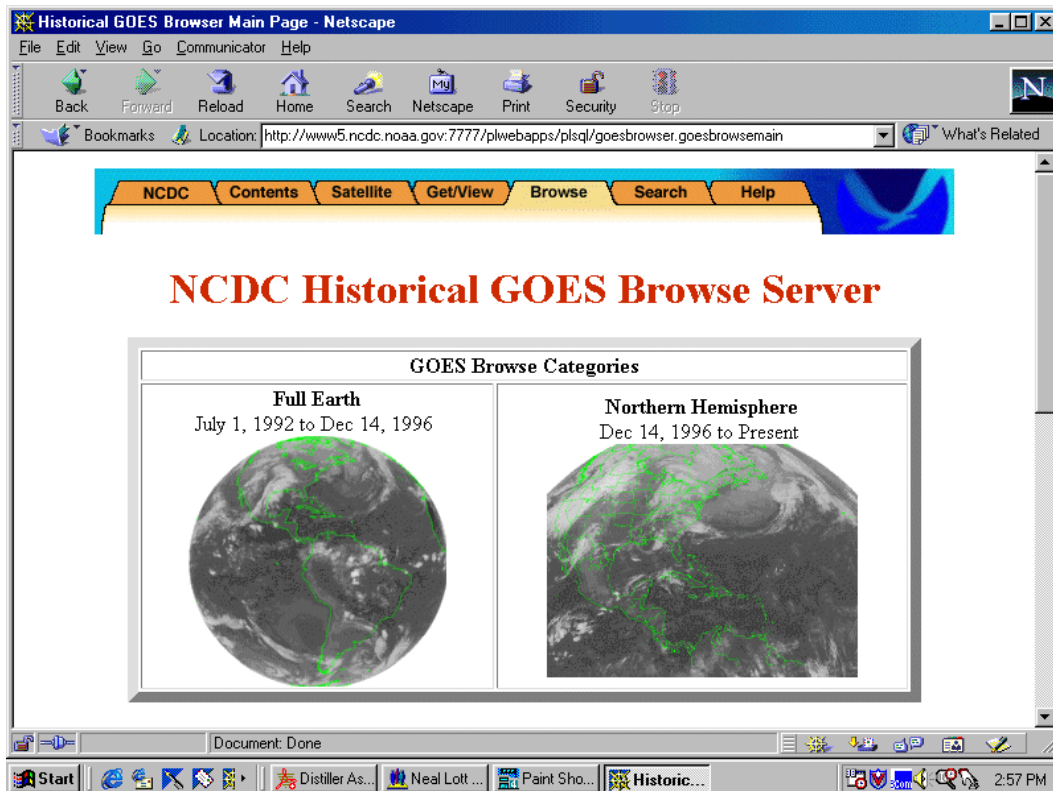 Historical GOES Browser Main Page - Netscape
File Edit View Go Communicator Help
My
N
Back Forward Reload Home Search Netscape Print Security Stop
Bookmarks Location: http://www5.ncdc.noaa.gov:7777/plwebapps/plsql/goesbrowser.goesbrowsemain What's Related
NCDC Contents Satellite Get/View Browse Search Help
NCDC Historical GOES Browse Server
GOES Browse Categories
Full Earth
July 1, 1992 to Dec 14, 1996
Northern Hemisphere
Dec 14, 1996 to Present
Document: Done
Start Distiller As... Neal Lott ... Paint Sho... Historic... 2:57 PM